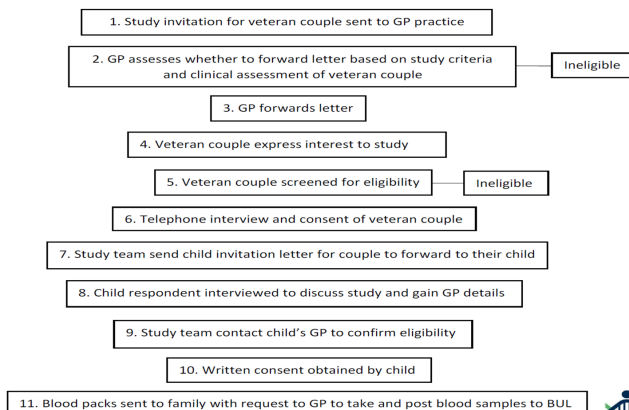 1. Study invitation for veteran couple sent to GP practice
2. GP assesses whether to forward letter based on study criteria
and clinical assessment of veteran couple
Ineligible
3. GP forwards letter
4. Veteran couple express interest to study
5. Veteran couple screened for eligibility
Ineligible
6. Telephone interview and consent of veteran couple
7. Study team send child invitation letter for couple to forward to their child
8. Child respondent interviewed to discuss study and gain GP details
9. Study team contact child's GP to confirm eligibility
10. Written consent obtained by child
11. Blood packs sent to family with request to GP to take and post blood samples to BUL